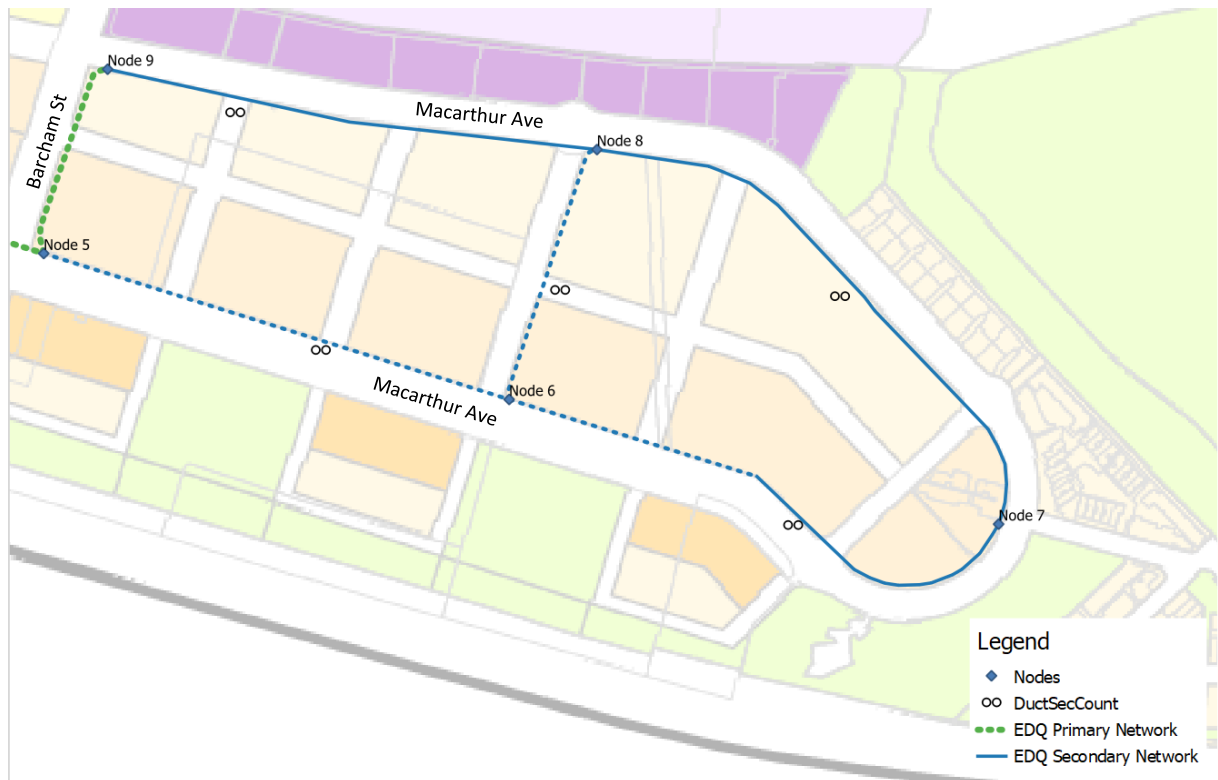 Node 9
Macarthur Ave
Node 8
Barcham St
Node 5
Node 6
Macarthur Ave
Node 7
Legend
Nodes
DuctSecCount
EDQ Primary Network
EDQ Secondary Network